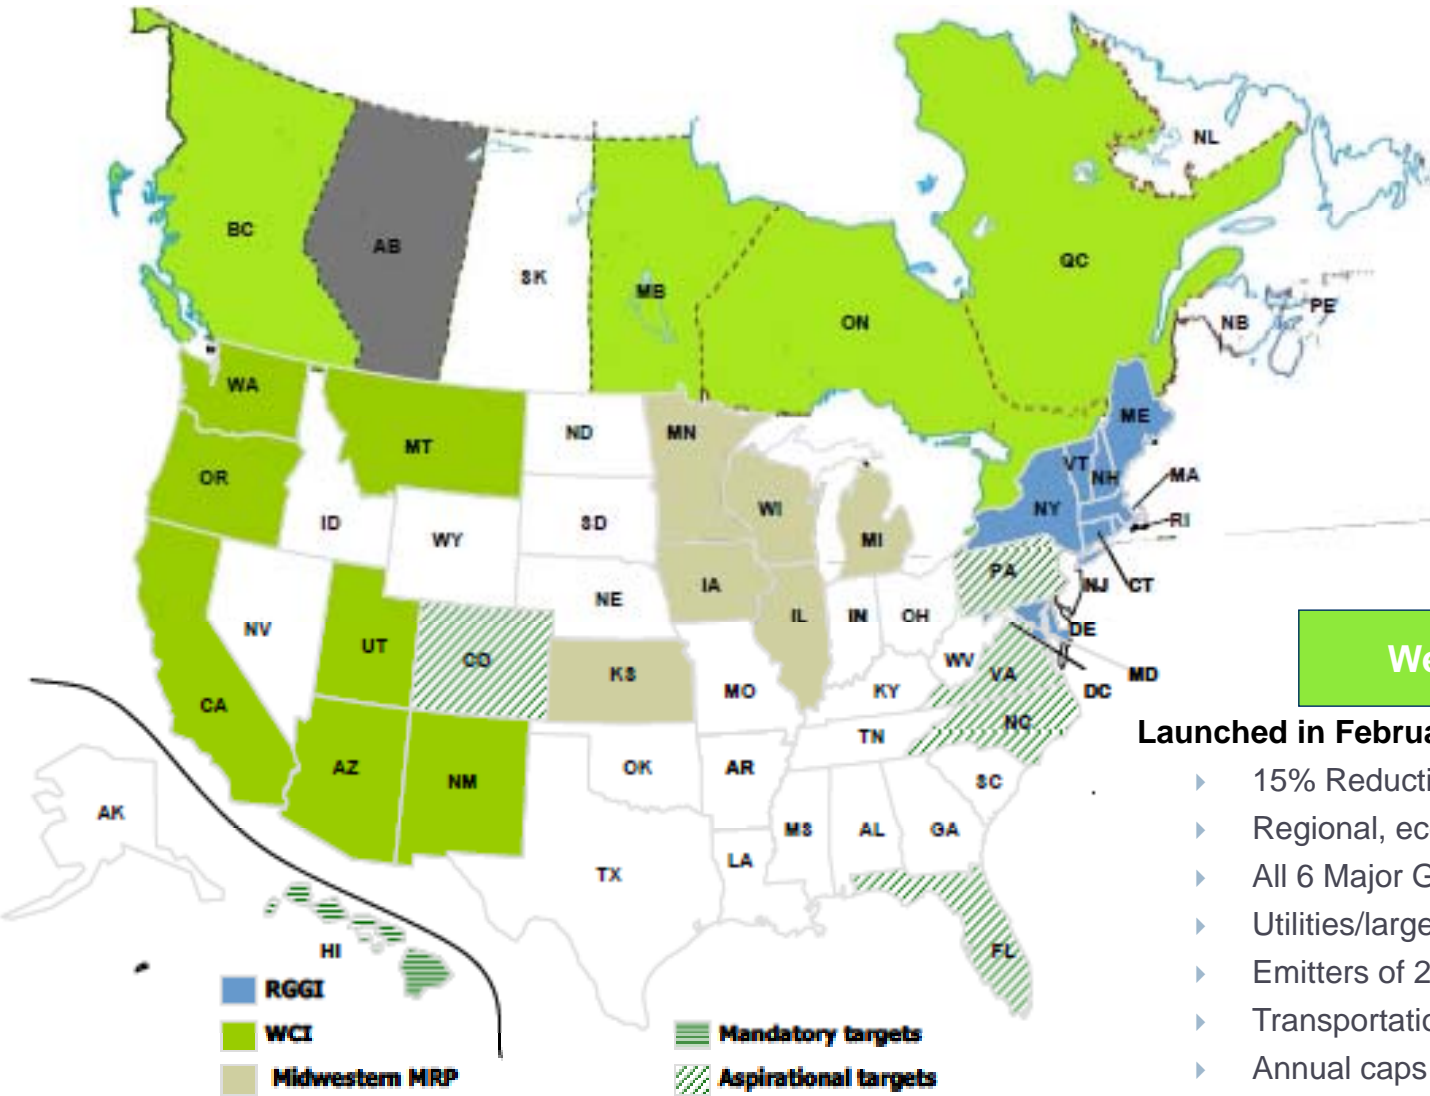 NL
BC
AB
QC
SK
MB
PE
ON
NB
WA
ME
MT
ND
MN
VT
MA
OR
NH
NY
WI
RI
ID
SD
WY
MI
PA
IA
NJ
CT
NE
IL
IN
OH
NV
DE
UT
CO
WV
MD
KS
VA
DC
MO
KY
CA
NC
TN
AZ
OK
AR
NM
SC
AK
MS
AL
GA
LA
TX
HI
FL
RGGI
WCI
Midwestern MRP
Mandatory targets
Aspirational targets
We
Launched in Februa
15% Reducti
Regional, ec
All 6 Major G
Utilities/large
Emitters of 2
Transportatio
Annual caps